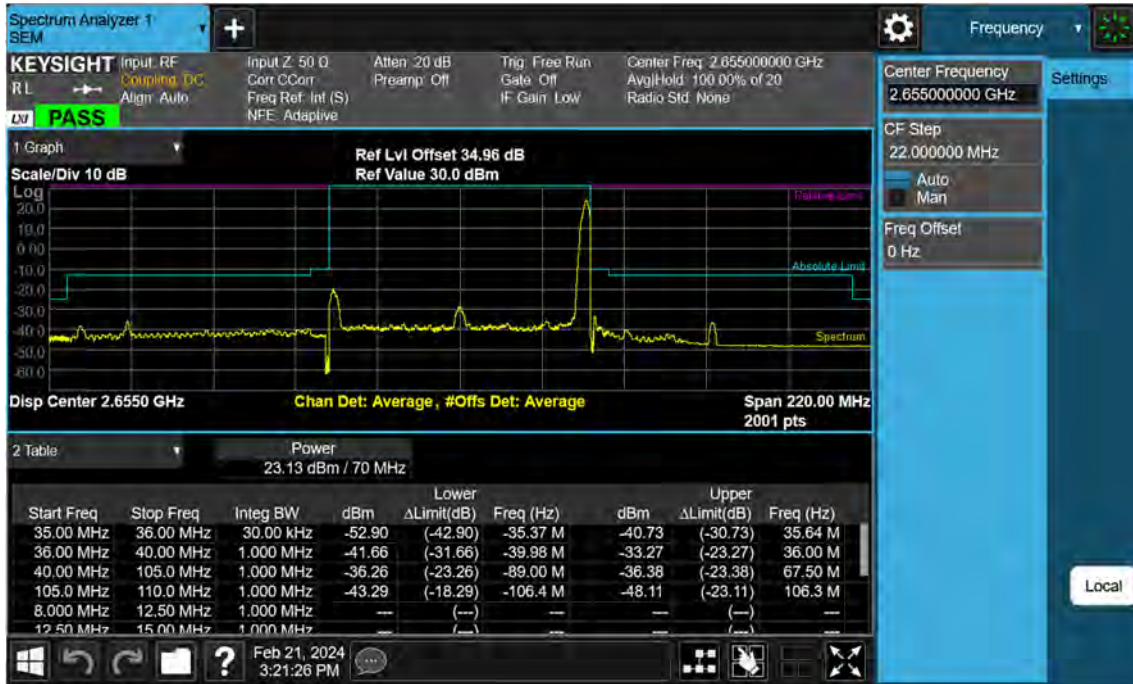 Spectrum Analyzer 1
SEM
+
Frequency
KEYSIGHT
RL
LXI
PASS
Input: RF
Coupling: DC
Align: Auto
Input Z: 50 Ω
Corr CCorr
Freq Ref: Int (S)
NFE: Adaptive
Atten: 20 dB
Preamp: Off
Trig: Free Run
Gate: Off
IF Gain: Low
Center Freq: 2.655000000 GHz
Avg|Hold: 100.00% of 20
Radio Std: None
Center Frequency
2.655000000 GHz
Settings
CF Step
22.000000 MHz
Auto
Man
Freq Offset
0 Hz
Local
1 Graph
Scale/Div 10 dB
Ref Lvl Offset 34.96 dB
Ref Value 30.0 dBm
Log
20.0
10.0
0.00
-10.0
-20.0
-30.0
-40.0
-50.0
-60.0
Relative Limit
Absolute Limit
Spectrum
Disp Center 2.6550 GHz
Chan Det: Average, #Offs Det: Average
Span 220.00 MHz
2001 pts
2 Table
Power
23.13 dBm / 70 MHz
Lower Upper
Start Freq Stop Freq Integ BW dBm ΔLimit(dB) Freq (Hz) dBm ΔLimit(dB) Freq (Hz)
35.00 MHz 36.00 MHz 30.00 kHz -52.90 (-42.90) -35.37 M -40.73 (-30.73) 35.64 M
36.00 MHz 40.00 MHz 1.000 MHz -41.66 (-31.66) -39.98 M -33.27 (-23.27) 36.00 M
40.00 MHz 105.0 MHz 1.000 MHz -36.26 (-23.26) -89.00 M -36.38 (-23.38) 67.50 M
105.0 MHz 110.0 MHz 1.000 MHz -43.29 (-18.29) -106.4 M -48.11 (-23.11) 106.3 M
8.000 MHz 12.50 MHz 1.000 MHz --- (---) --- --- (---) ---
12.50 MHz 15.00 MHz 1.000 MHz --- (---) --- --- (---) ---
?
Feb 21, 2024
3:21:26 PM